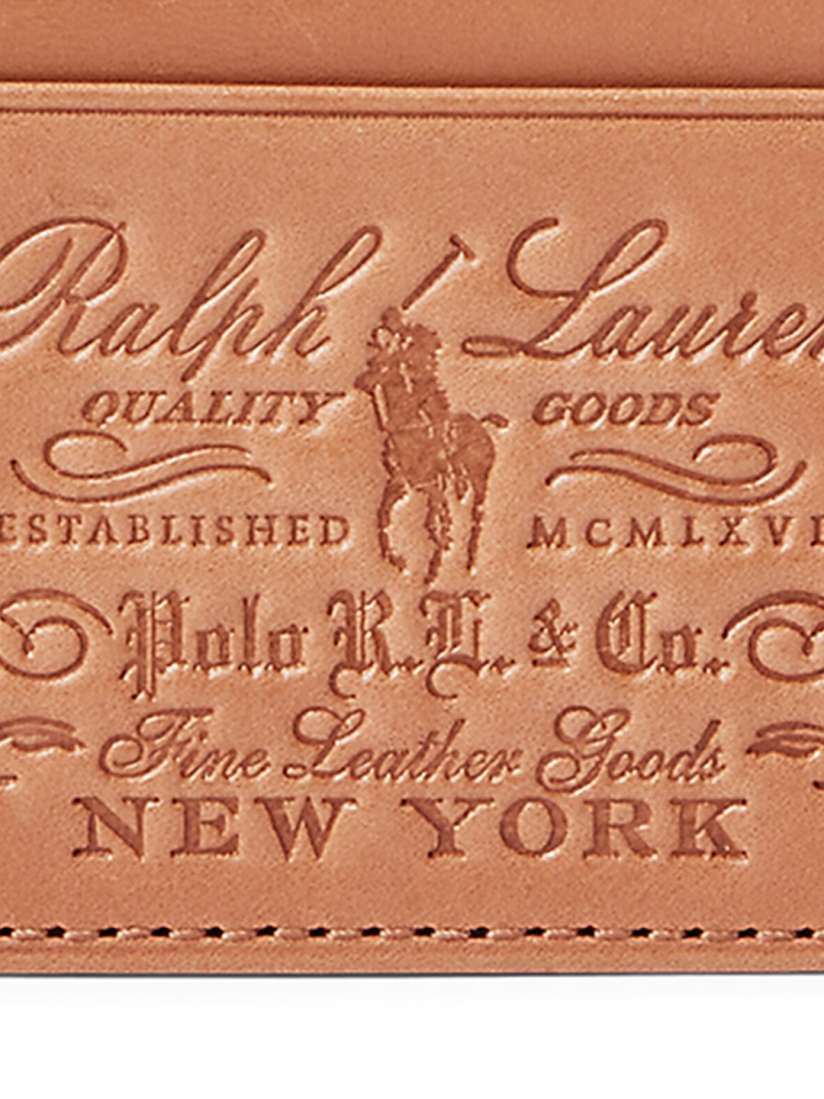 Ralph Lauren
QUALITY GOODS
ESTABLISHED MCMLXVI
Polo R.L. & Co.
Fine Leather Goods
NEW YORK